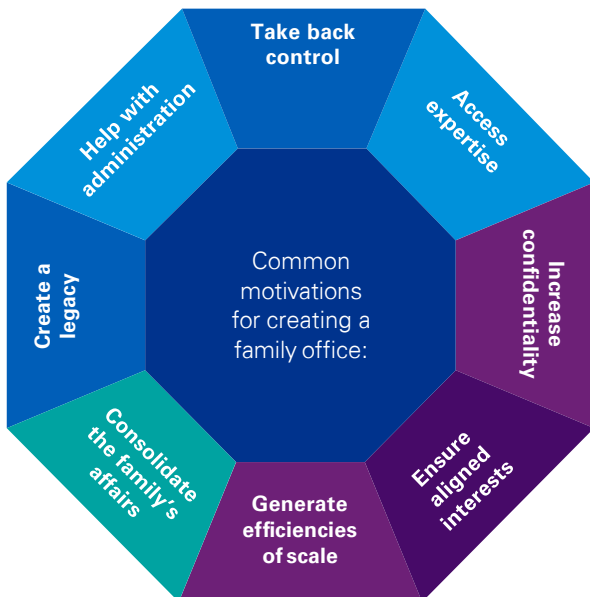 Take back
control
Access
expertise
Increase
confidentiality
Ensure
aligned
interests
Generate
efficiencies
of scale
Consolidate
the family's
affairs
Create a
legacy
Help with
administration
Common
motivations
for creating a
family office: